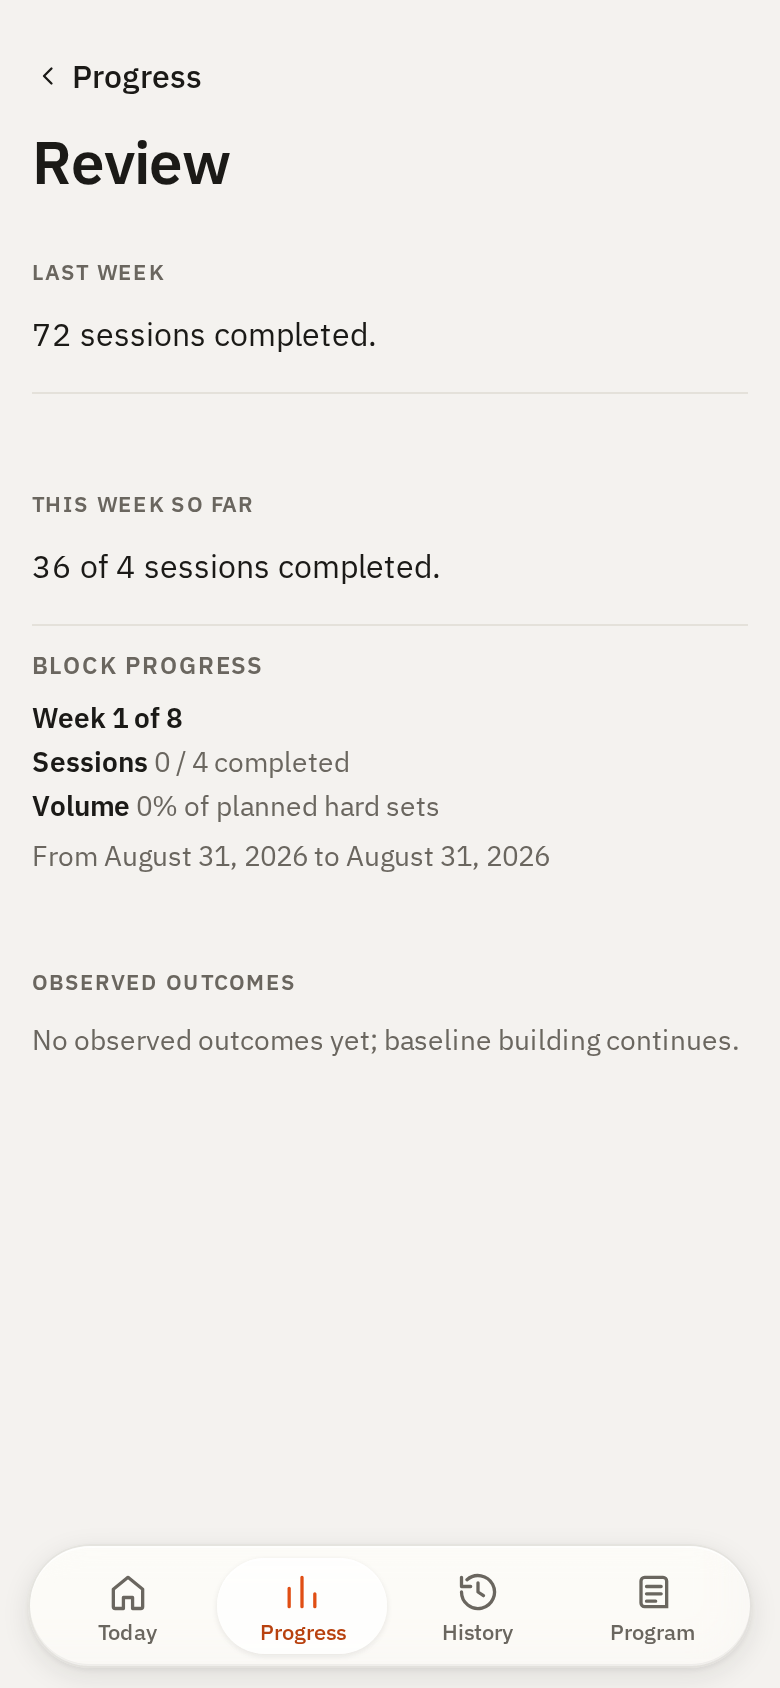 Progress
Review
LAST WEEK
72 sessions completed.
THIS WEEK SO FAR
36 of 4 sessions completed.
BLOCK PROGRESS
Week 1 of 8
Sessions 0 / 4 completed
Volume 0% of planned hard sets
From August 31, 2026 to August 31, 2026
OBSERVED OUTCOMES
No observed outcomes yet; baseline building continues.
Today Progress History Program